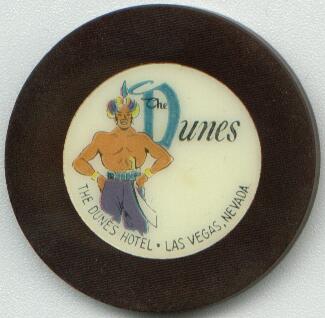 The
Dunes
THE DUNES HOTEL • LAS VEGAS, NEVADA